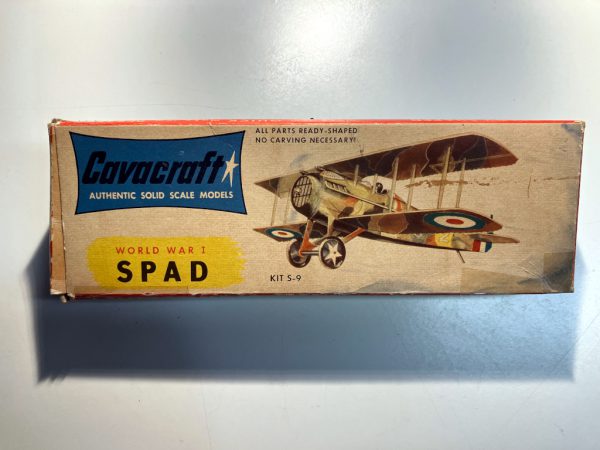 Cavacraft
AUTHENTIC SOLID SCALE MODELS
ALL PARTS READY-SHAPED
NO CARVING NECESSARY!
WORLD WAR I
SPAD
KIT S-9